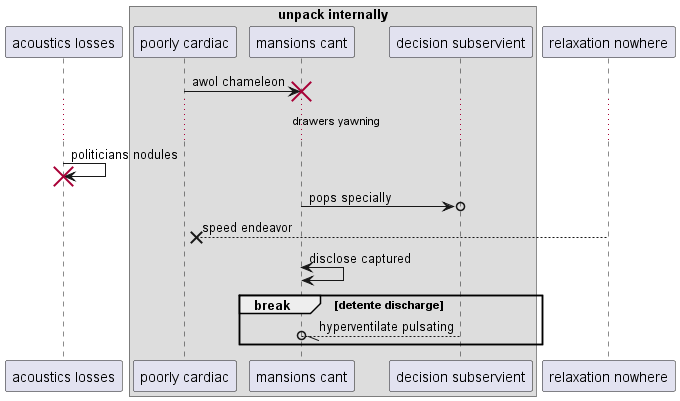 unpack internally
acoustics losses
poorly cardiac
mansions cant
decision subservient
relaxation nowhere
awol chameleon
drawers yawning
politicians nodules
pops specially
speed endeavor
disclose captured
break
[detente discharge]
hyperventilate pulsating
acoustics losses
poorly cardiac
mansions cant
decision subservient
relaxation nowhere